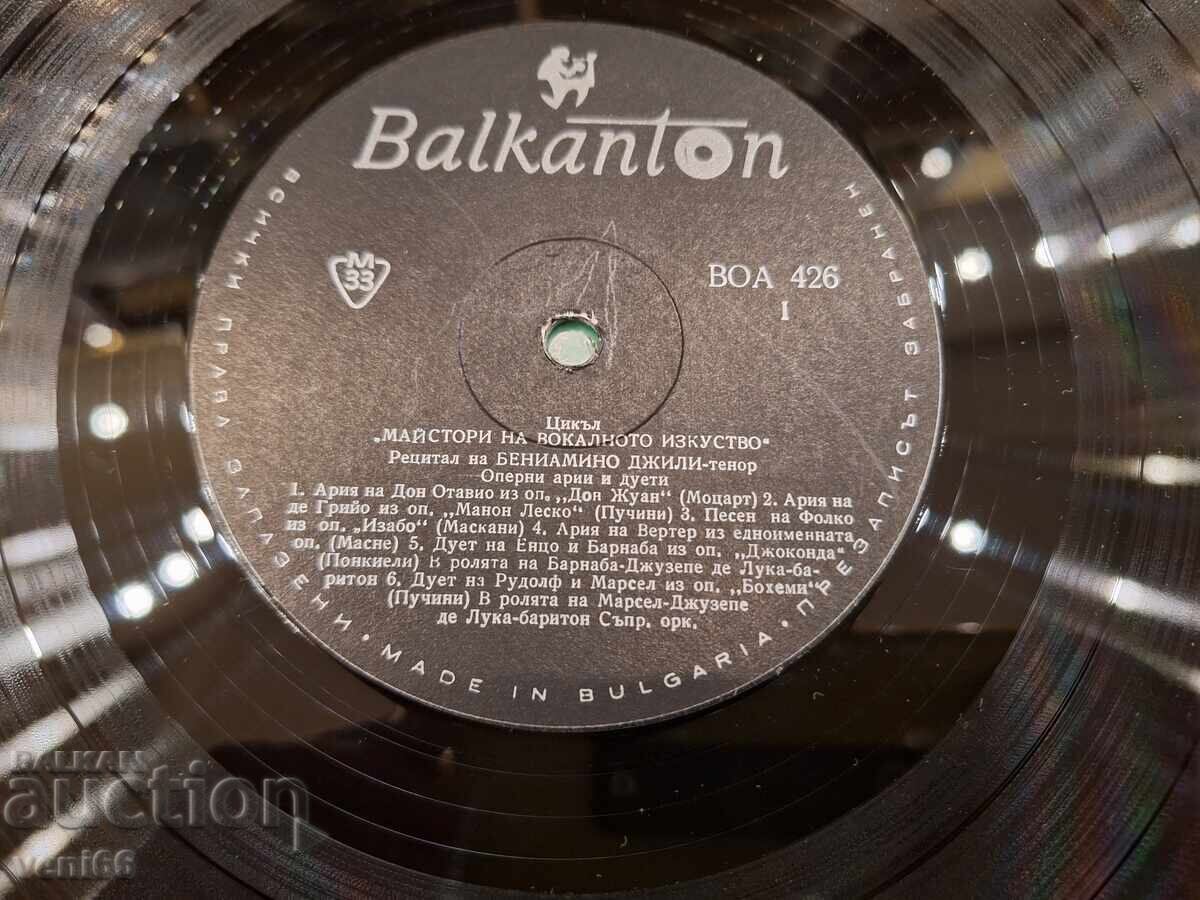 Balkanton
M
33
ВОА 426
I
Цикъл
„МАЙСТОРИ НА ВОКАЛНОТО ИЗКУСТВО“
Рецитал на БЕНИАМИНО ДЖИЛИ-тенор
Оперни арии и дуети
1. Ария на Дон Отавио из оп. „Дон Жуан“ (Моцарт) 2. Ария на
де Грийо из оп. „Манон Леско“ (Пучини) 3. Песен на Фолко
из оп. „Изабо“ (Маскани) 4. Ария на Вертер из едноименната
оп. (Масне) 5. Дует на Енцо и Барнаба из оп. „Джоконда“
(Понкиели) В ролята на Барнаба-Джузепе де Лука-ба-
ритон 6. Дует на Рудолф и Марсел из оп. „Бохеми“
(Пучини) В ролята на Марсел-Джузепе
де Лука-баритон Съпр. орк.
ВСИЧКИ ПРАВА ЗАПАЗЕНИ • MADE IN BULGARIA • ПРЕЗАПИСЪТ ЗАБРАНЕН
BALKAN
auction
veni66